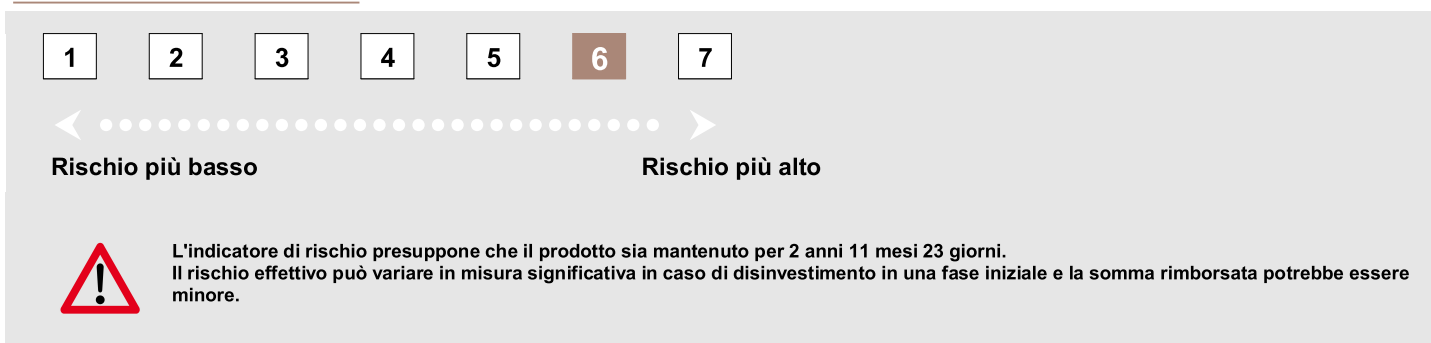 1 2 3 4 5 6 7
Rischio più basso Rischio più alto
L'indicatore di rischio presuppone che il prodotto sia mantenuto per 2 anni 11 mesi 23 giorni.
Il rischio effettivo può variare in misura significativa in caso di disinvestimento in una fase iniziale e la somma rimborsata potrebbe essere
minore.